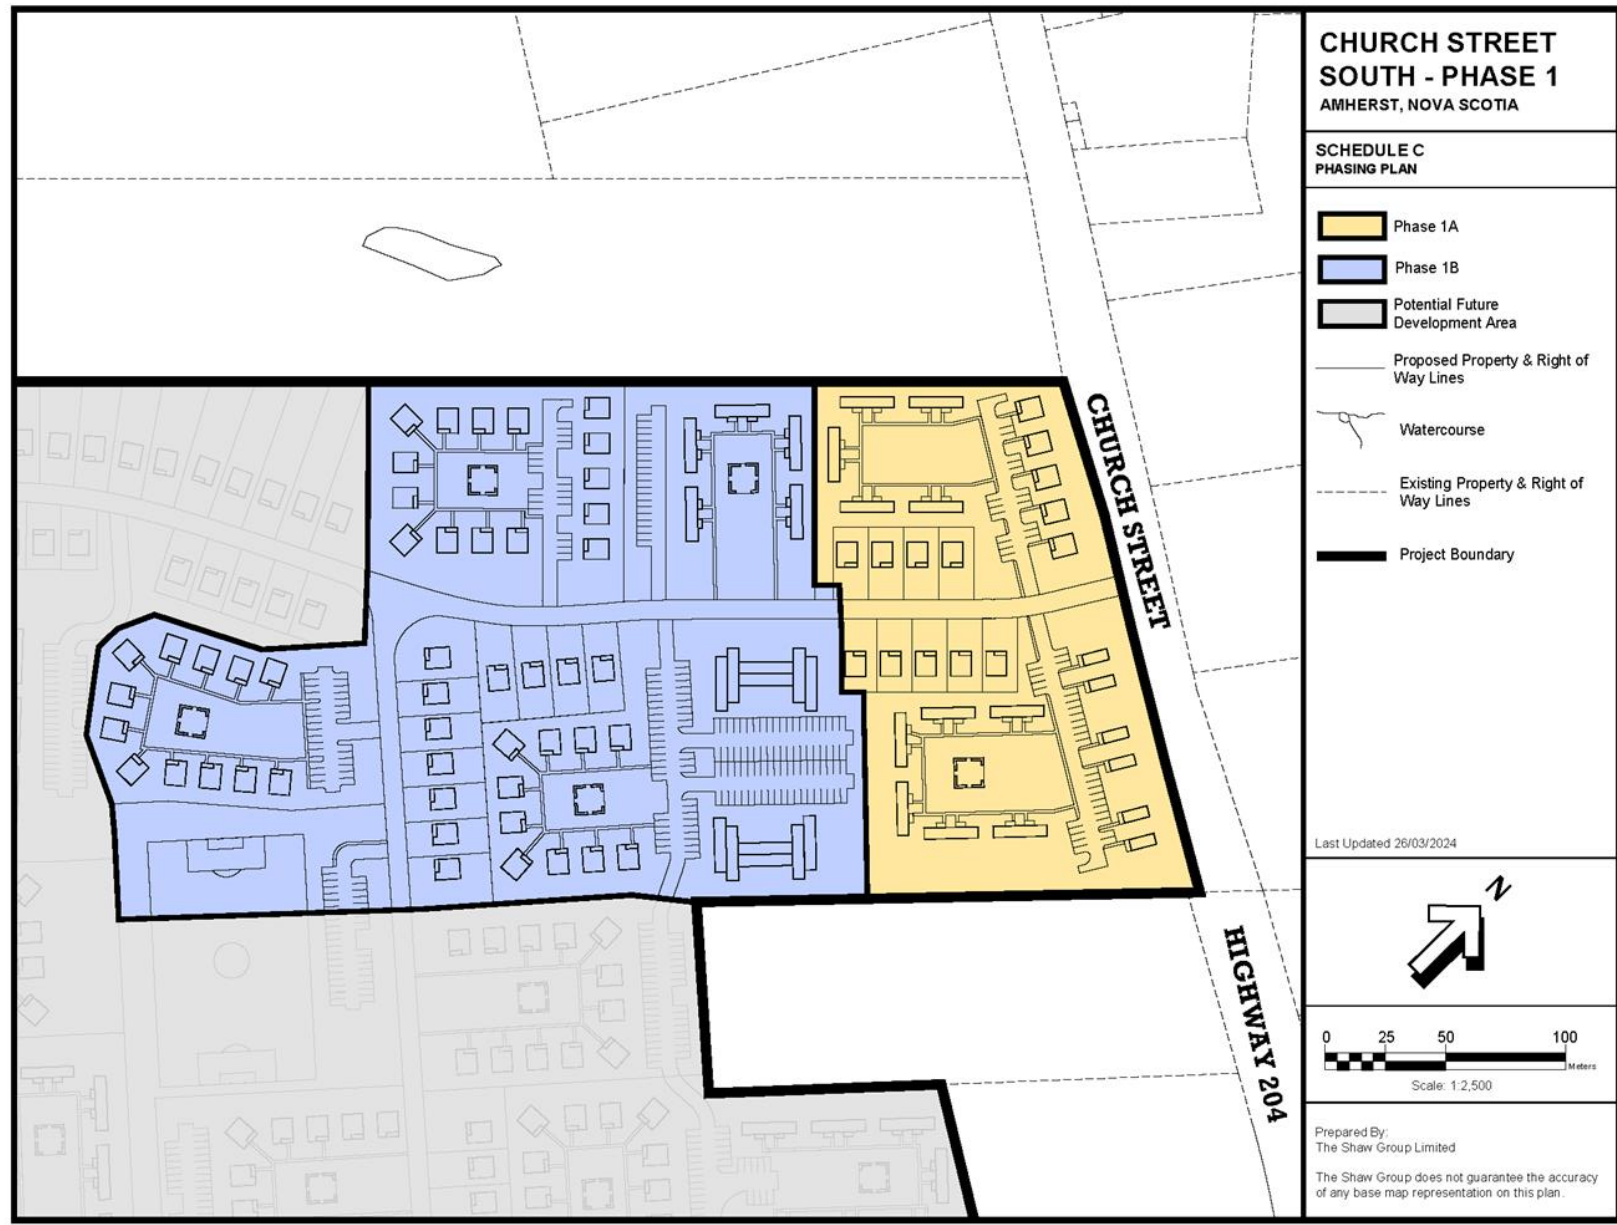 CHURCH STREET
SOUTH - PHASE 1
AMHERST, NOVA SCOTIA
SCHEDULE C
PHASING PLAN
Phase 1A
Phase 1B
Potential Future
Development Area
Proposed Property & Right of
Way Lines
Watercourse
Existing Property & Right of
Way Lines
Project Boundary
CHURCH STREET
HIGHWAY 204
Last Updated 26/03/2024
N
0 25 50 100
Meters
Scale: 1:2,500
Prepared By:
The Shaw Group Limited
The Shaw Group does not guarantee the accuracy
of any base map representation on this plan.